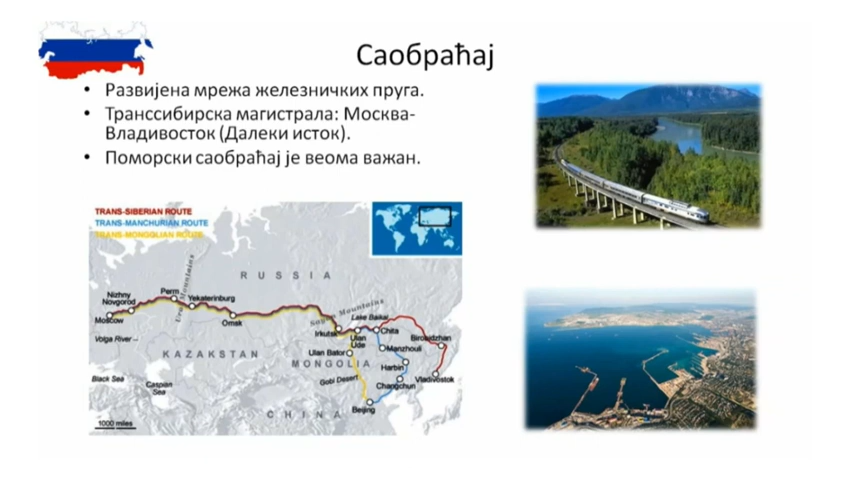 Саобраћај
• Развијена мрежа железничких пруга.
• Транссибирска магистрала: Москва-
Владивосток (Далеки исток).
• Поморски саобраћај је веома важан.
TRANS-SIBERIAN ROUTE
TRANS-MANCHURIAN ROUTE
TRANS-MONGOLIAN ROUTE
RUSSIA
Ural Mountains
Nizhny
Novgorod
Perm
Yekaterinburg
Moscow
Omsk
Mountains
Lake Baikal
Irkutsk
Ulan
Ude
Chita
Birobidzhan
Volga River
KAZAKSTAN
Ulan Bator
Manzhouli
MONGOLIA
Harbin
Gobi Desert
Changchun
Vladivostok
Black Sea
Caspian
Sea
Beijing
CHINA
1000 miles